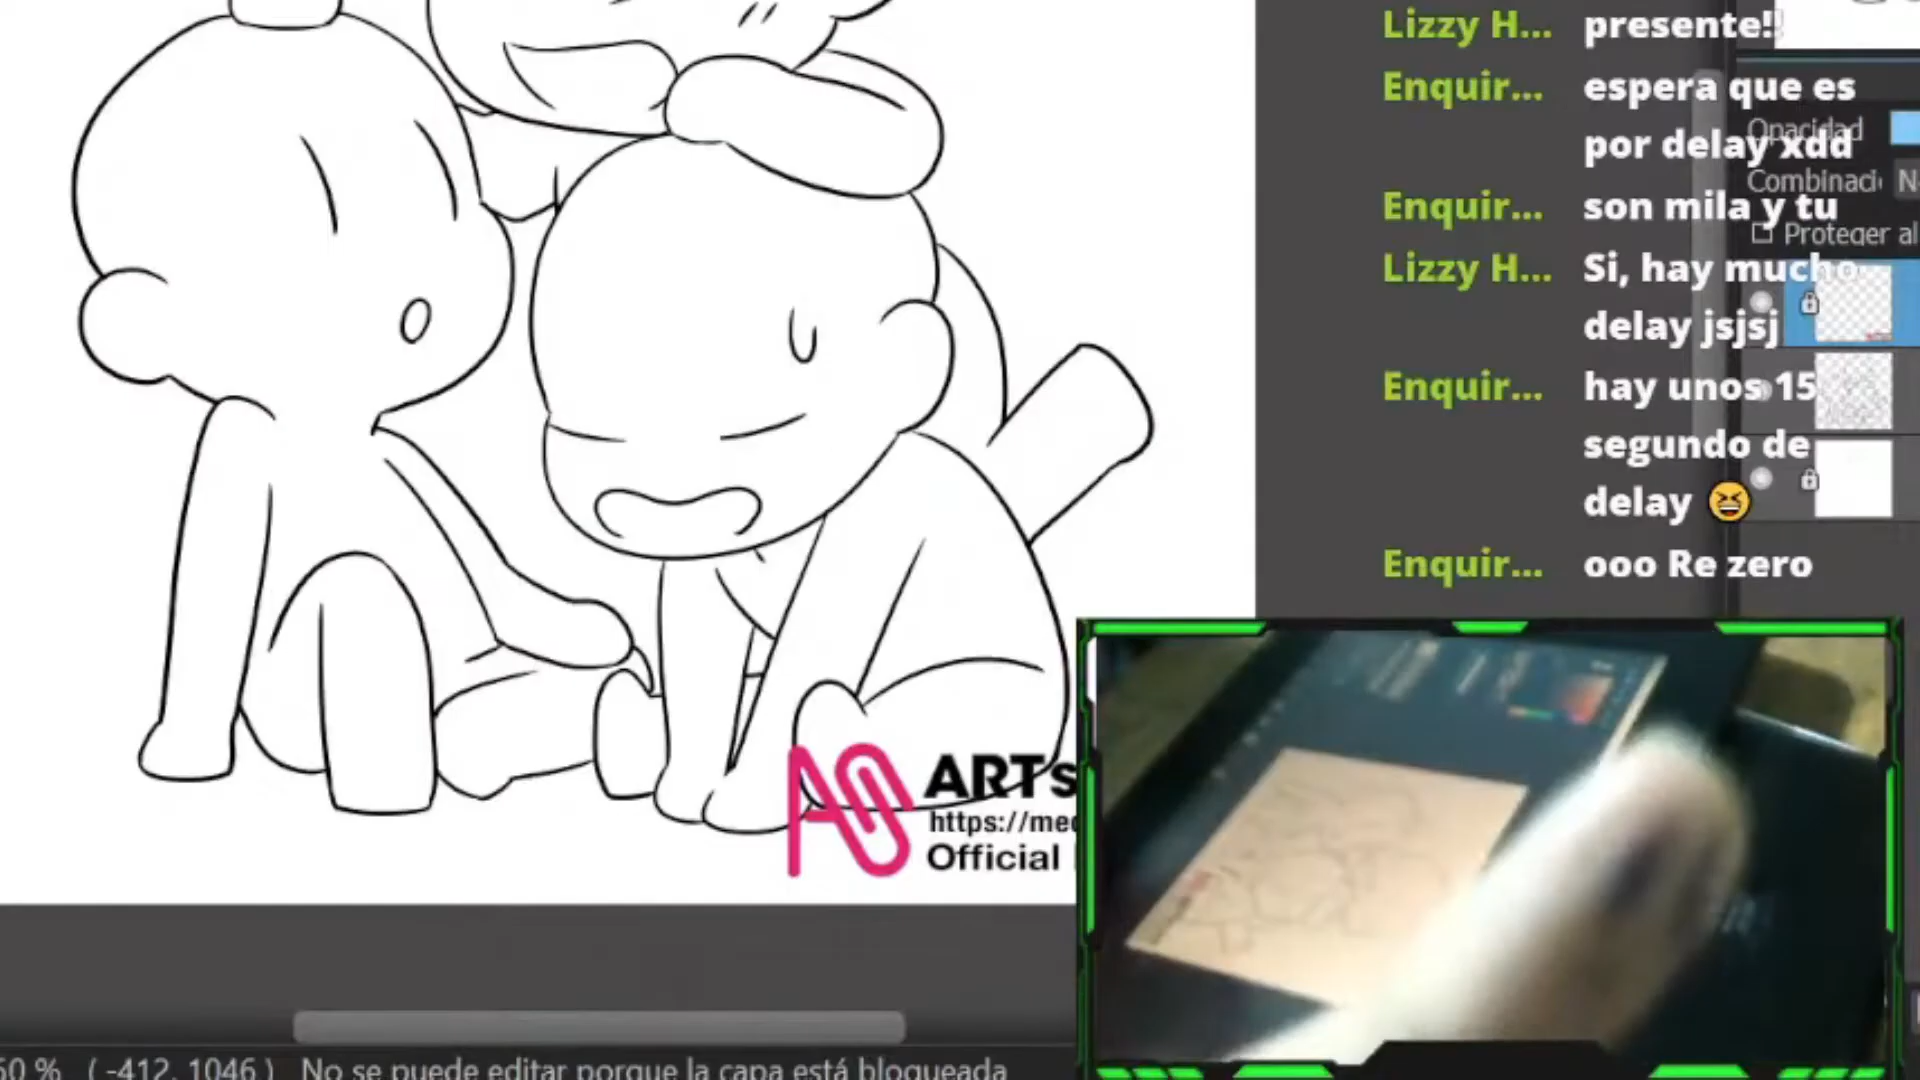 Lizzy H... presente!!
Enquir... espera que es
por delay xdd
Enquir... son mila y tu
Lizzy H... Si, hay mucho
delay jsjsj
Enquir... hay unos 15
segundo de
delay 😆
Enquir... ooo Re zero
Opacidad
Combinaci
Proteger al
ARTs
https://med
Official
50 % ( -412, 1046 ) No se puede editar porque la capa está bloqueada